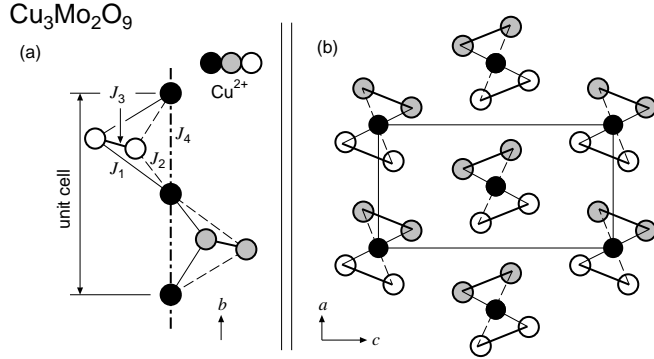 Cu₃Mo₂O₉
(a)
Cu²⁺
J₃
J₄
J₂
J₁
unit cell
b
(b)
a
c